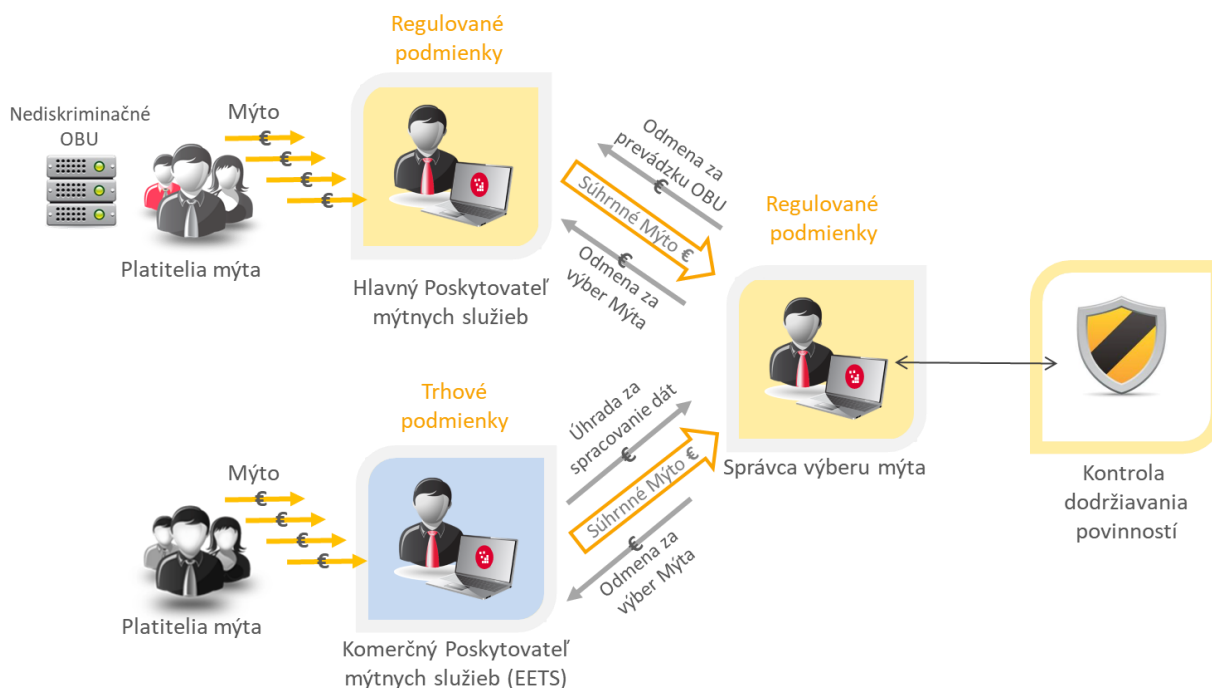 Regulované
podmienky
Nediskriminačné
OBU
Mýto
€
€
€
€
Platitelia mýta
Hlavný Poskytovateľ
mýtnych služieb
Odmena za
prevádzku OBU
€
Súhrnné Mýto €
€
Odmena za
výber Mýta
Regulované
podmienky
Správca výberu mýta
Kontrola
dodržiavania
povinností
Trhové
podmienky
Mýto
€
€
€
€
Platitelia mýta
Komerčný Poskytovateľ
mýtnych služieb (EETS)
Úhrada za
spracovanie dát
€
Súhrnné Mýto €
€
Odmena za
výber Mýta